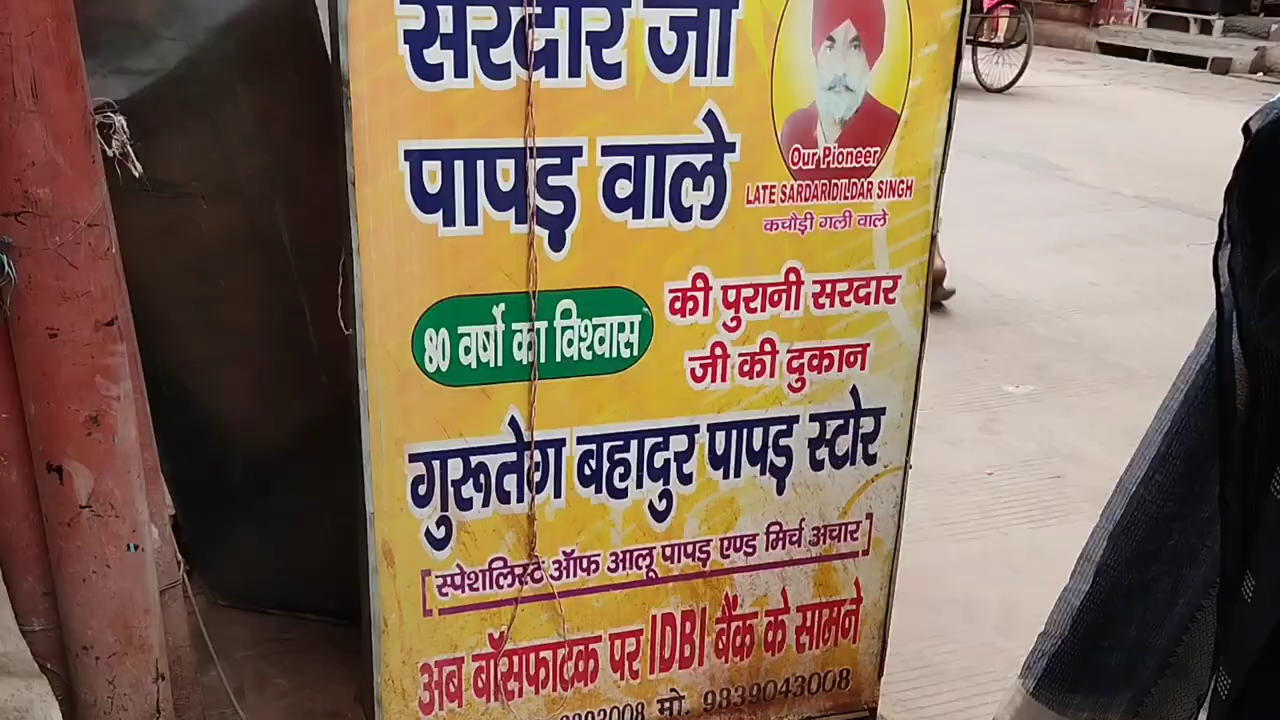 सरदार जी
पापड़ वाले
Our Pioneer
LATE SARDAR DILDAR SINGH
कचौड़ी गली वाले
80 वर्षो का विश्वास
की पुरानी सरदार
जी की दुकान
गुरूतेग बहादुर पापड़ स्टोर
[स्पेशलिस्ट ऑफ आलू पापड़ एण्ड मिर्च अचार]
अब बॉसफाटक पर IDBI बैंक के सामने
मो. 9839043008